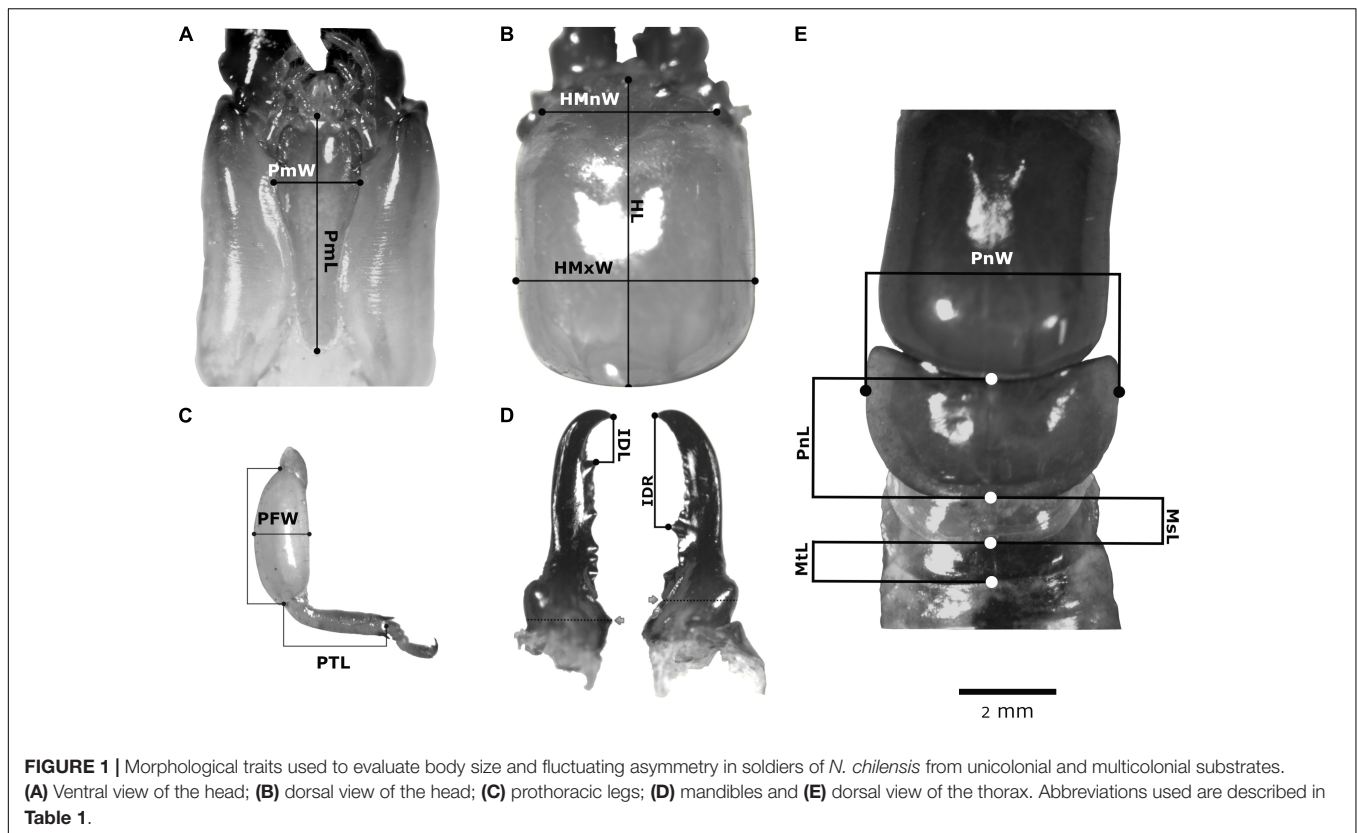 A
B
E
HMnW
PmW
HL
PmL
HMxW
PnW
C
D
IDL
IDR
PnL
MsL
MtL
PFW
PTL
2 mm
FIGURE 1 | Morphological traits used to evaluate body size and fluctuating asymmetry in soldiers of N. chilensis from unicolonial and multicolonial substrates.
(A) Ventral view of the head; (B) dorsal view of the head; (C) prothoracic legs; (D) mandibles and (E) dorsal view of the thorax. Abbreviations used are described in
Table 1.